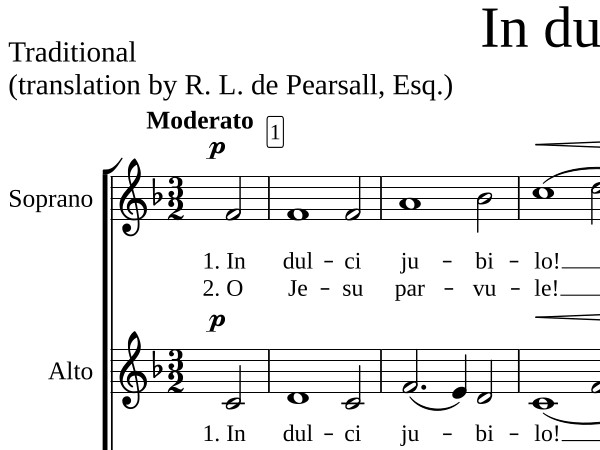 In du
Traditional
(translation by R. L. de Pearsall, Esq.)
Moderato 1
p
Soprano
1. In dul - ci ju - bi - lo!
2. O Je - su par - vu - le!
p
Alto
1. In dul - ci ju - bi - lo!